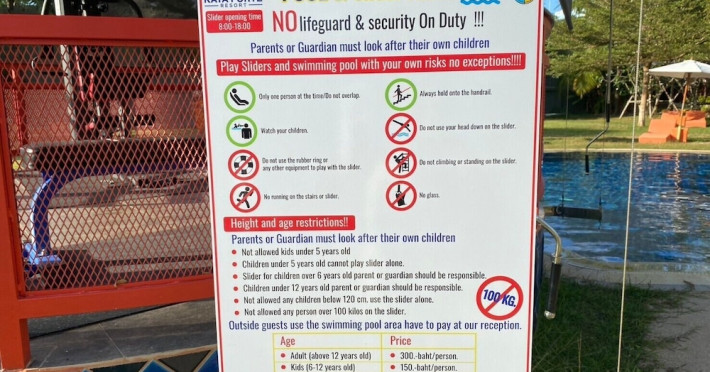 RESORT
Slider opening time
8:00-18.00
NO lifeguard & security On Duty !!!
Parents or Guardian must look after their own children
Play Sliders and swimming pool with your own risks no exceptions!!!!
Only one person at the time/Do not overlap.
Always hold onto the handrail.
Watch your children.
Do not use your head down on the slider.
Do not use the rubber ring or
any other equipment to play with the slider.
Do not climbing or standing on the slider.
No running on the stairs or slider.
No glass.
Height and age restrictions!!
Parents or Guardian must look after their own children
Not allowed kids under 5 years old
Children under 5 years old cannot play slider alone.
Slider for children over 6 years old parent or guardian should be responsible.
Children under 12 years old parent or guardian should be responsible.
Not allowed any children below 120 cm. use the slider alone.
Not allowed any person over 100 kilos on the slider.
100 KG.
Outside guests use the swimming pool area have to pay at our reception.
Age Price
Adult (above 12 years old) 300.-baht/person.
Kids (6-12 years old) 150.-baht/person.